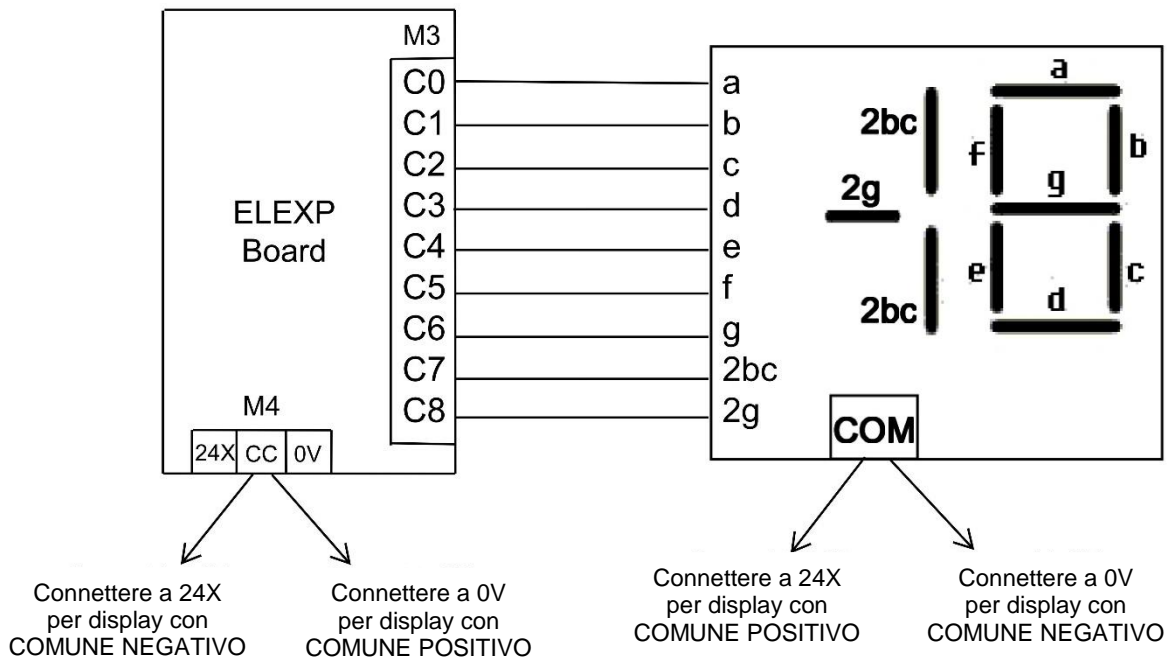 M3
C0
C1
C2
C3
C4
C5
C6
C7
C8
ELEXP
Board
M4
24X CC 0V
a
b
c
d
e
f
g
2bc
2g
a
2bc
f
b
2g
g
e
c
2bc
d
COM
Connettere a 24X
per display con
COMUNE NEGATIVO
Connettere a 0V
per display con
COMUNE POSITIVO
Connettere a 24X
per display con
COMUNE POSITIVO
Connettere a 0V
per display con
COMUNE NEGATIVO